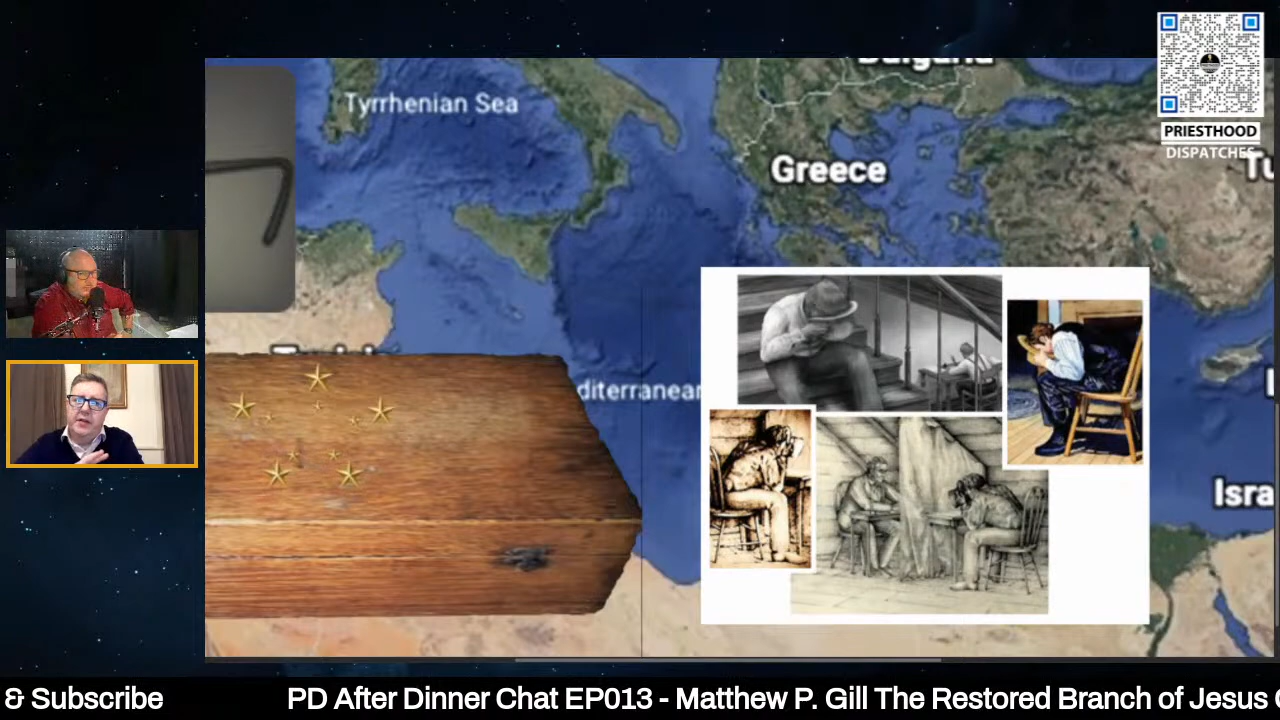 Tyrrhenian Sea
Greece
PRIESTHOOD
DISPATCHES
diterranean
Isra
& Subscribe
PD After Dinner Chat EP013 - Matthew P. Gill The Restored Branch of Jesus